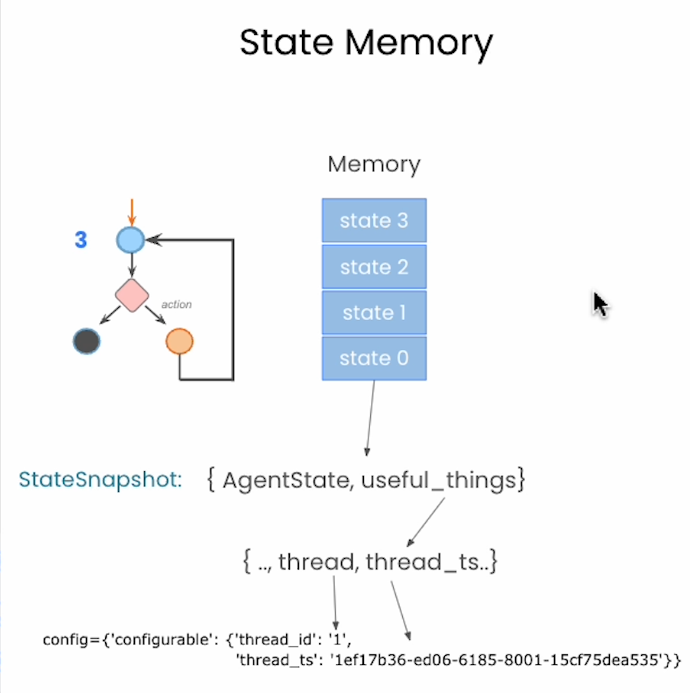 State Memory
Memory
3
state 3
state 2
action
state 1
state 0
StateSnapshot: { AgentState, useful_things}
{ .., thread, thread_ts..}
config={'configurable': {'thread_id': '1',
'thread_ts': '1ef17b36-ed06-6185-8001-15cf75dea535'}}